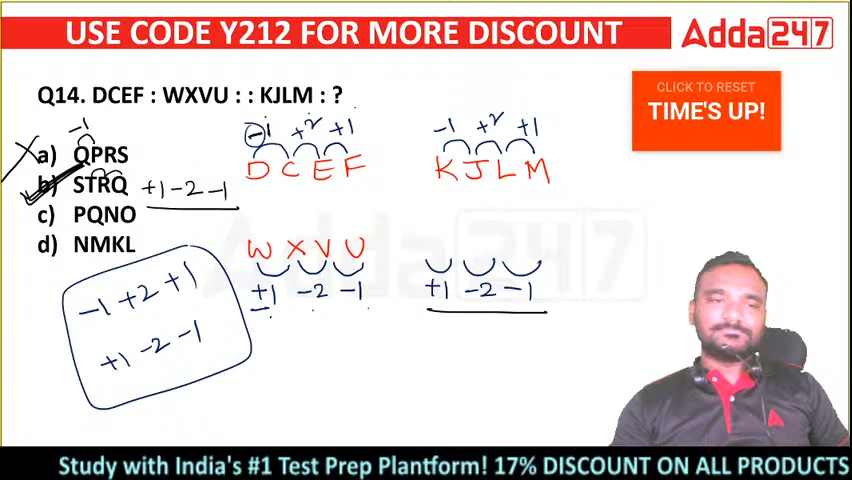 USE CODE Y212 FOR MORE DISCOUNT
Adda247
CLICK TO RESET
TIME'S UP!
Q14. DCEF : WXVU : : KJLM : ?
-1
a) QPRS
b) STRQ +1 -2 -1
c) PQNO
d) NMKL
-1 +2 +1
D C E F
-1 +2 +1
K J L M
W X V U
+1 -2 -1
+1 -2 -1
-1 +2 +1
+1 -2 -1
Adda247
Study with India's #1 Test Prep Plantform! 17% DISCOUNT ON ALL PRODUCTS